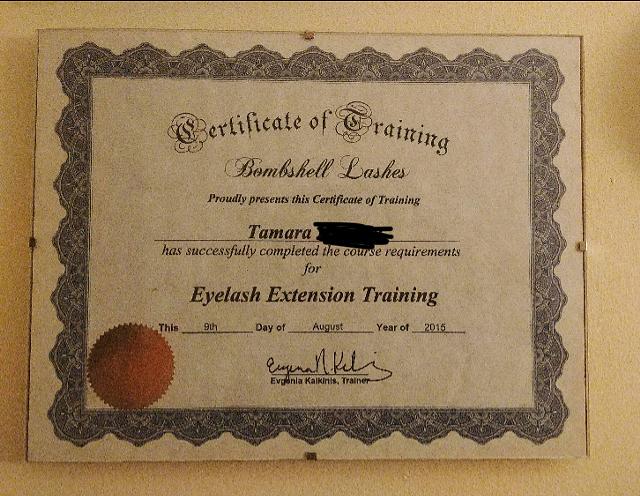 Certificate of Training
Bombshell Lashes
Proudly presents this Certificate of Training
Tamara
has successfully completed the course requirements
for
Eyelash Extension Training
This 9th Day of August Year of 2015
Evgenia Kalkinis, Trainer